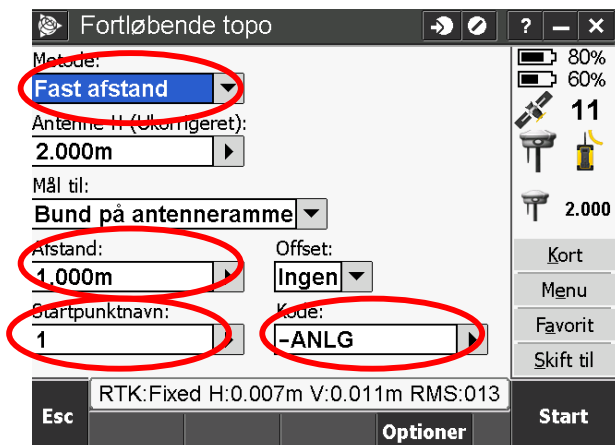 Fortløbende topo
? – ×
Metode:
Fast afstand
Antenne H (Ukorrigeret):
2.000m
Mål til:
Bund på antenneramme
Afstand:
Offset:
1.000m
Ingen
Startpunktnavn:
Kode:
1
-ANLG
80%
60%
11
2.000
Kort
Menu
Favorit
Skift til
RTK:Fixed H:0.007m V:0.011m RMS:013
Esc
Optioner
Start